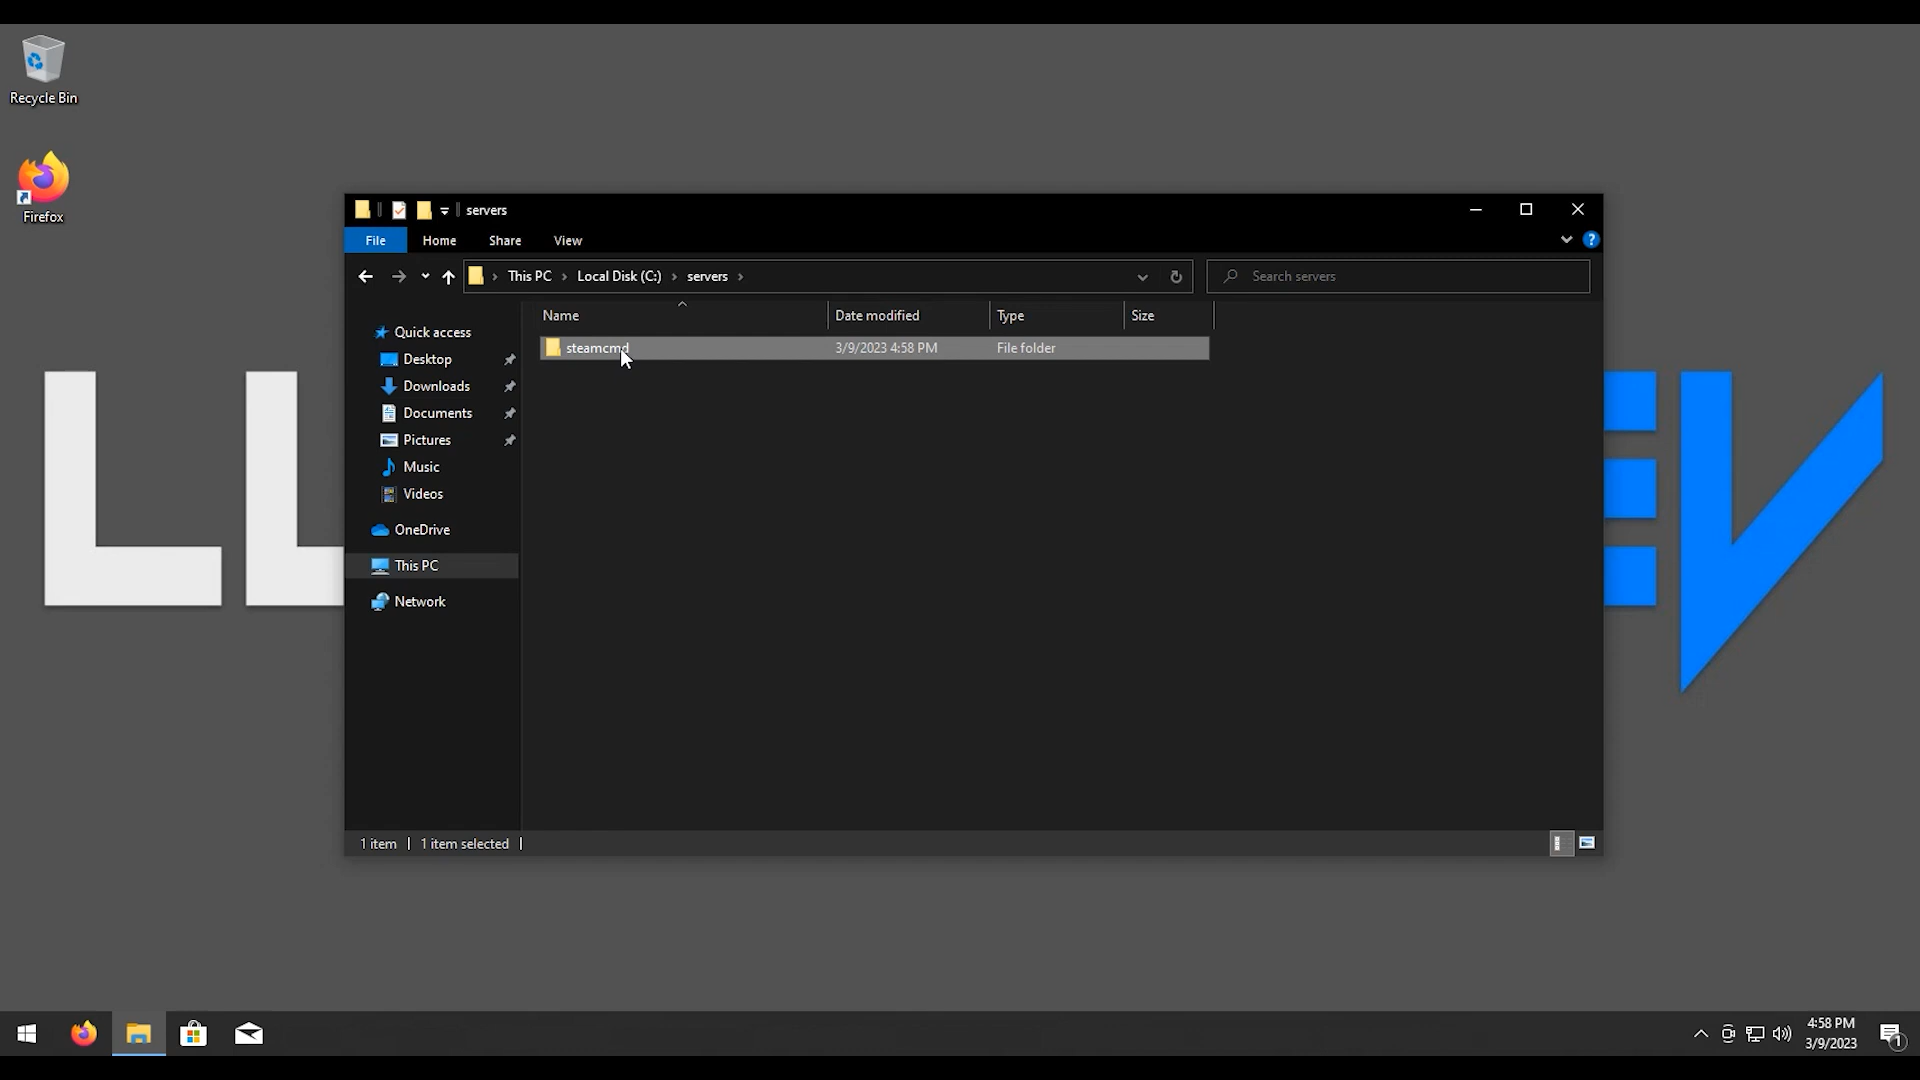 Recycle Bin
Firefox
servers
File Home Share View
This PC Local Disk (C:) servers
Search servers
Name Date modified Type Size
steamcmd 3/9/2023 4:58 PM File folder
Quick access
Desktop
Downloads
Documents
Pictures
Music
Videos
OneDrive
This PC
Network
1 item 1 item selected
4:58 PM
3/9/2023
1